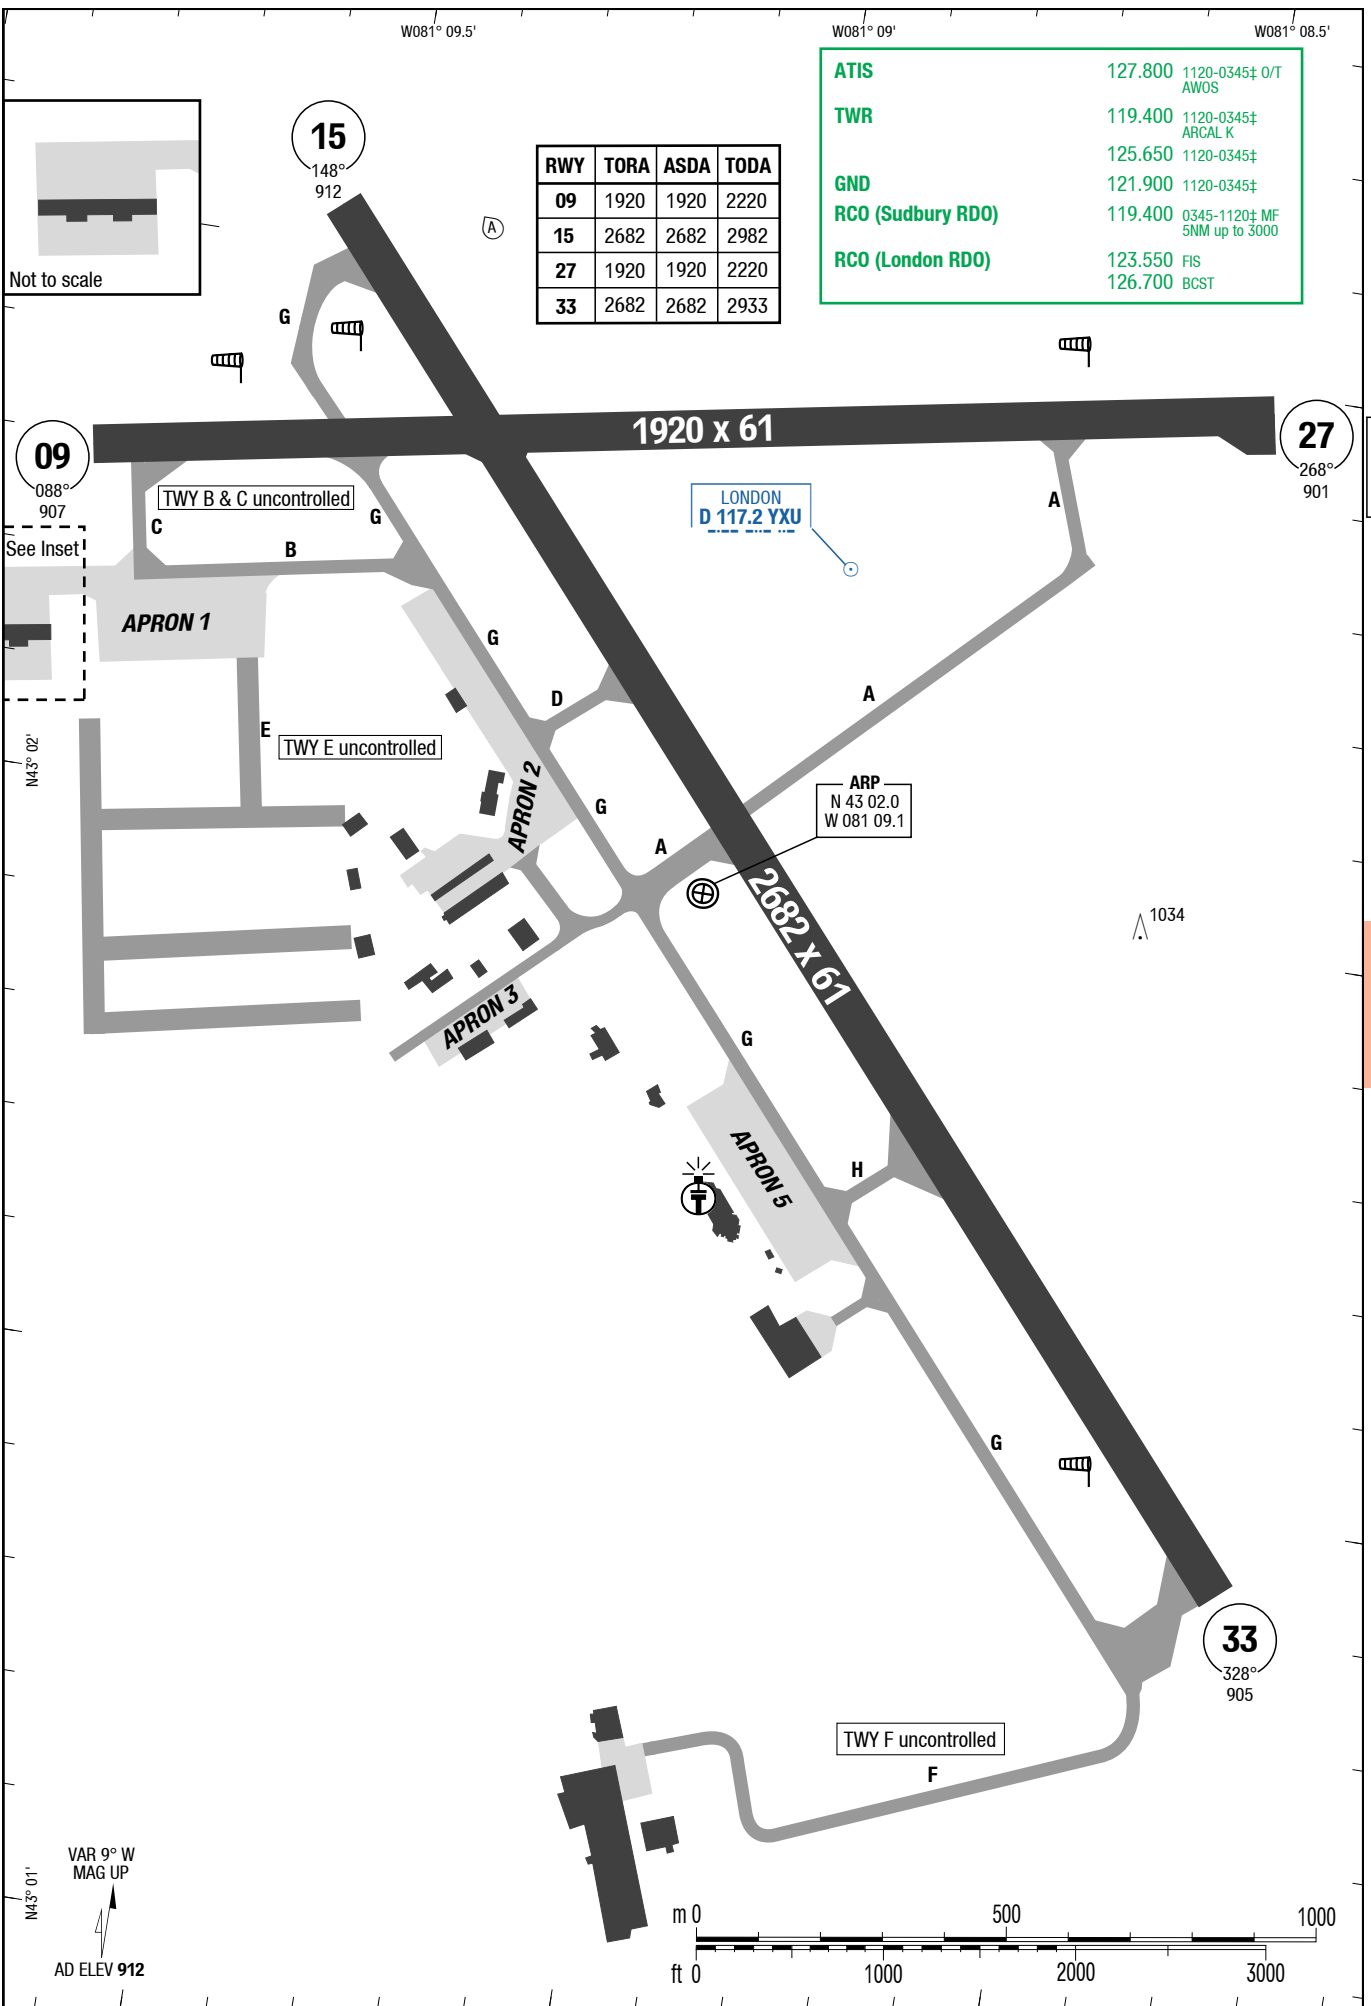 W081° 09.5'
W081° 09'
W081° 08.5'
ATIS 127.800 1120-0345‡ O/T
AWOS
TWR 119.400 1120-0345‡
ARCAL K
125.650 1120-0345‡
GND 121.900 1120-0345‡
RCO (Sudbury RDO) 119.400 0345-1120‡ MF
5NM up to 3000
RCO (London RDO) 123.550 FIS
126.700 BCST
Not to scale
15
148°
912
A
RWY TORA ASDA TODA
09 1920 1920 2220
15 2682 2682 2982
27 1920 1920 2220
33 2682 2682 2933
G
1920 x 61
09
088°
907
27
268°
901
TWY B & C uncontrolled
C
G
B
A
LONDON
D 117.2 YXU
See Inset
APRON 1
G
D
A
E
TWY E uncontrolled
N43° 02'
APRON 2
G
A
ARP
N 43 02.0
W 081 09.1
2682 x 61
1034
APRON 3
G
APRON 5
H
G
33
328°
905
TWY F uncontrolled
F
VAR 9° W
MAG UP
N43° 01'
AD ELEV 912
m 0 500 1000
ft 0 1000 2000 3000